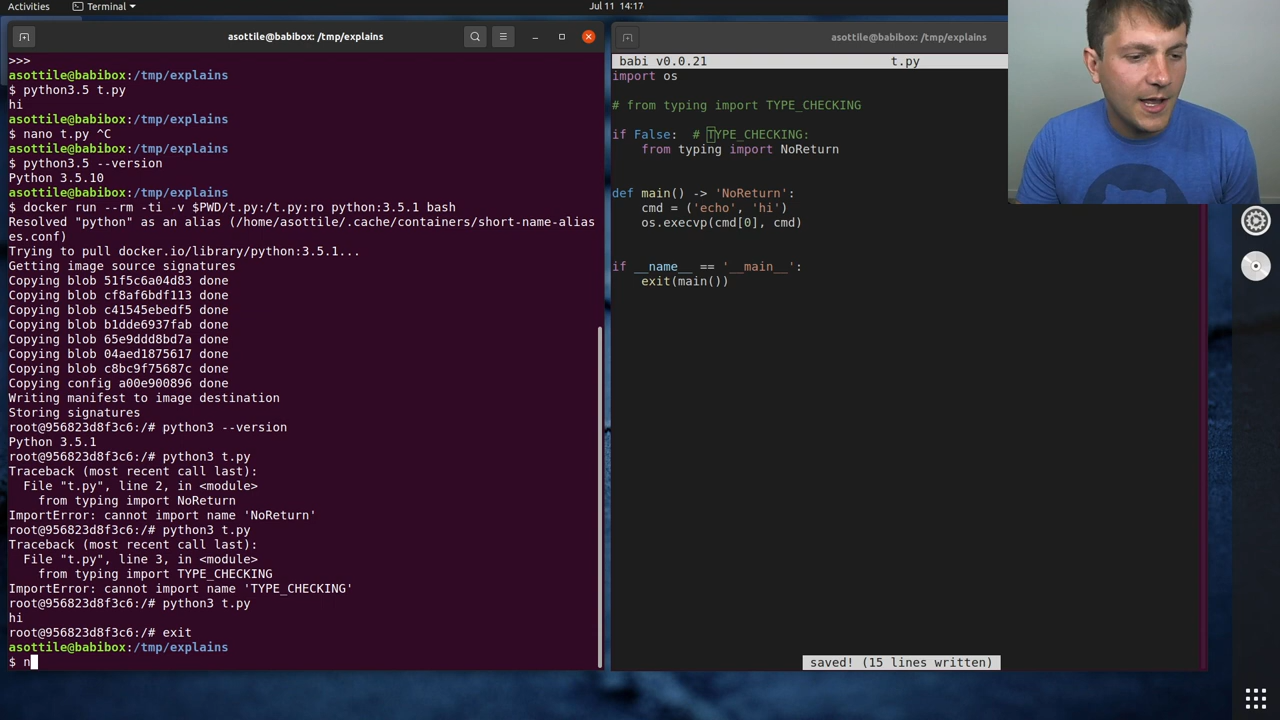 Activities
Terminal
Jul 11 14:17
asottile@babibox: /tmp/explains
>>>
asottile@babibox:/tmp/explains
$ python3.5 t.py
hi
asottile@babibox:/tmp/explains
$ nano t.py ^C
asottile@babibox:/tmp/explains
$ python3.5 --version
Python 3.5.10
asottile@babibox:/tmp/explains
$ docker run --rm -ti -v $PWD/t.py:/t.py:ro python:3.5.1 bash
Resolved "python" as an alias (/home/asottile/.cache/containers/short-name-alias
es.conf)
Trying to pull docker.io/library/python:3.5.1...
Getting image source signatures
Copying blob 51f5c6a04d83 done
Copying blob cf8af6bdf113 done
Copying blob c41545ebedf5 done
Copying blob b1dde6937fab done
Copying blob 65e9ddd8bd7a done
Copying blob 04aed1875617 done
Copying blob c8bc9f75687c done
Copying config a00e900896 done
Writing manifest to image destination
Storing signatures
root@956823d8f3c6:/# python3 --version
Python 3.5.1
root@956823d8f3c6:/# python3 t.py
Traceback (most recent call last):
  File "t.py", line 2, in <module>
    from typing import NoReturn
ImportError: cannot import name 'NoReturn'
root@956823d8f3c6:/# python3 t.py
Traceback (most recent call last):
  File "t.py", line 3, in <module>
    from typing import TYPE_CHECKING
ImportError: cannot import name 'TYPE_CHECKING'
root@956823d8f3c6:/# python3 t.py
hi
root@956823d8f3c6:/# exit
asottile@babibox:/tmp/explains
$ n
asottile@babibox: /tmp/explains
babi v0.0.21 t.py
import os
# from typing import TYPE_CHECKING
if False:  # TYPE_CHECKING:
    from typing import NoReturn
def main() -> 'NoReturn':
    cmd = ('echo', 'hi')
    os.execvp(cmd[0], cmd)
if __name__ == '__main__':
    exit(main())
saved! (15 lines written)